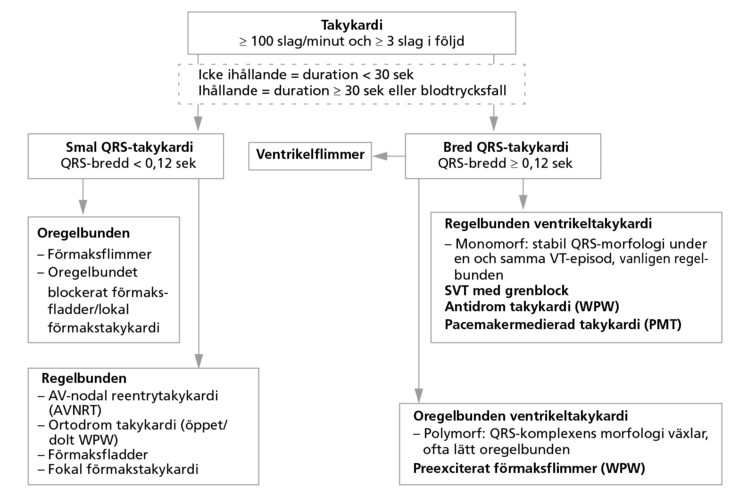 Takykardi
≥ 100 slag/minut och ≥ 3 slag i följd
Icke ihållande = duration < 30 sek
Ihållande = duration ≥ 30 sek eller blodtrycksfall
Smal QRS-takykardi
QRS-bredd < 0,12 sek
Ventrikelflimmer
Bred QRS-takykardi
QRS-bredd ≥ 0,12 sek
Oregelbunden
– Förmaksflimmer
– Oregelbundet
blockerat förmaks-
fladder/lokal
förmakstakykardi
Regelbunden ventrikeltakykardi
– Monomorf: stabil QRS-morfologi under
en och samma VT-episod, vanligen regel-
bunden
SVT med grenblock
Antidrom takykardi (WPW)
Pacemakermedierad takykardi (PMT)
Regelbunden
– AV-nodal reentrytakykardi
(AVNRT)
– Ortodrom takykardi (öppet/
dolt WPW)
– Förmaksfladder
– Fokal förmakstakykardi
Oregelbunden ventrikeltakykardi
– Polymorf: QRS-komplexens morfologi växlar,
ofta lätt oregelbunden
Preexciterat förmaksflimmer (WPW)